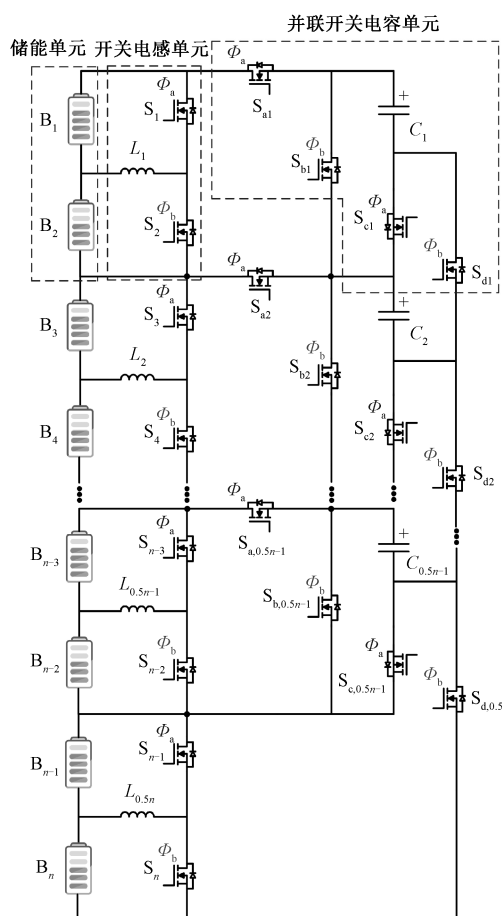 储能单元 开关电感单元 并联开关电容单元
Φa Φa
B1 S1 Sa1 + C1
L1 Φb Sb1 Φa
B2 Φb S2 Sc1 Φb Sd1
Φa
B3 Φa S3 Sa2 C2
L2 Φb Sb2
B4 Φb S4 Φa Sc2 Φb Sd2
Φa
Bn−3 Φa Sn−3 Sa,0.5n−1 + C0.5n−1
L0.5n−1 Φb Sb,0.5n−1
Bn−2 Φb Sn−2 Φa Sc,0.5n−1 Φb Sd,0.5
Bn−1 Φa Sn−1
L0.5n
Bn Φb Sn